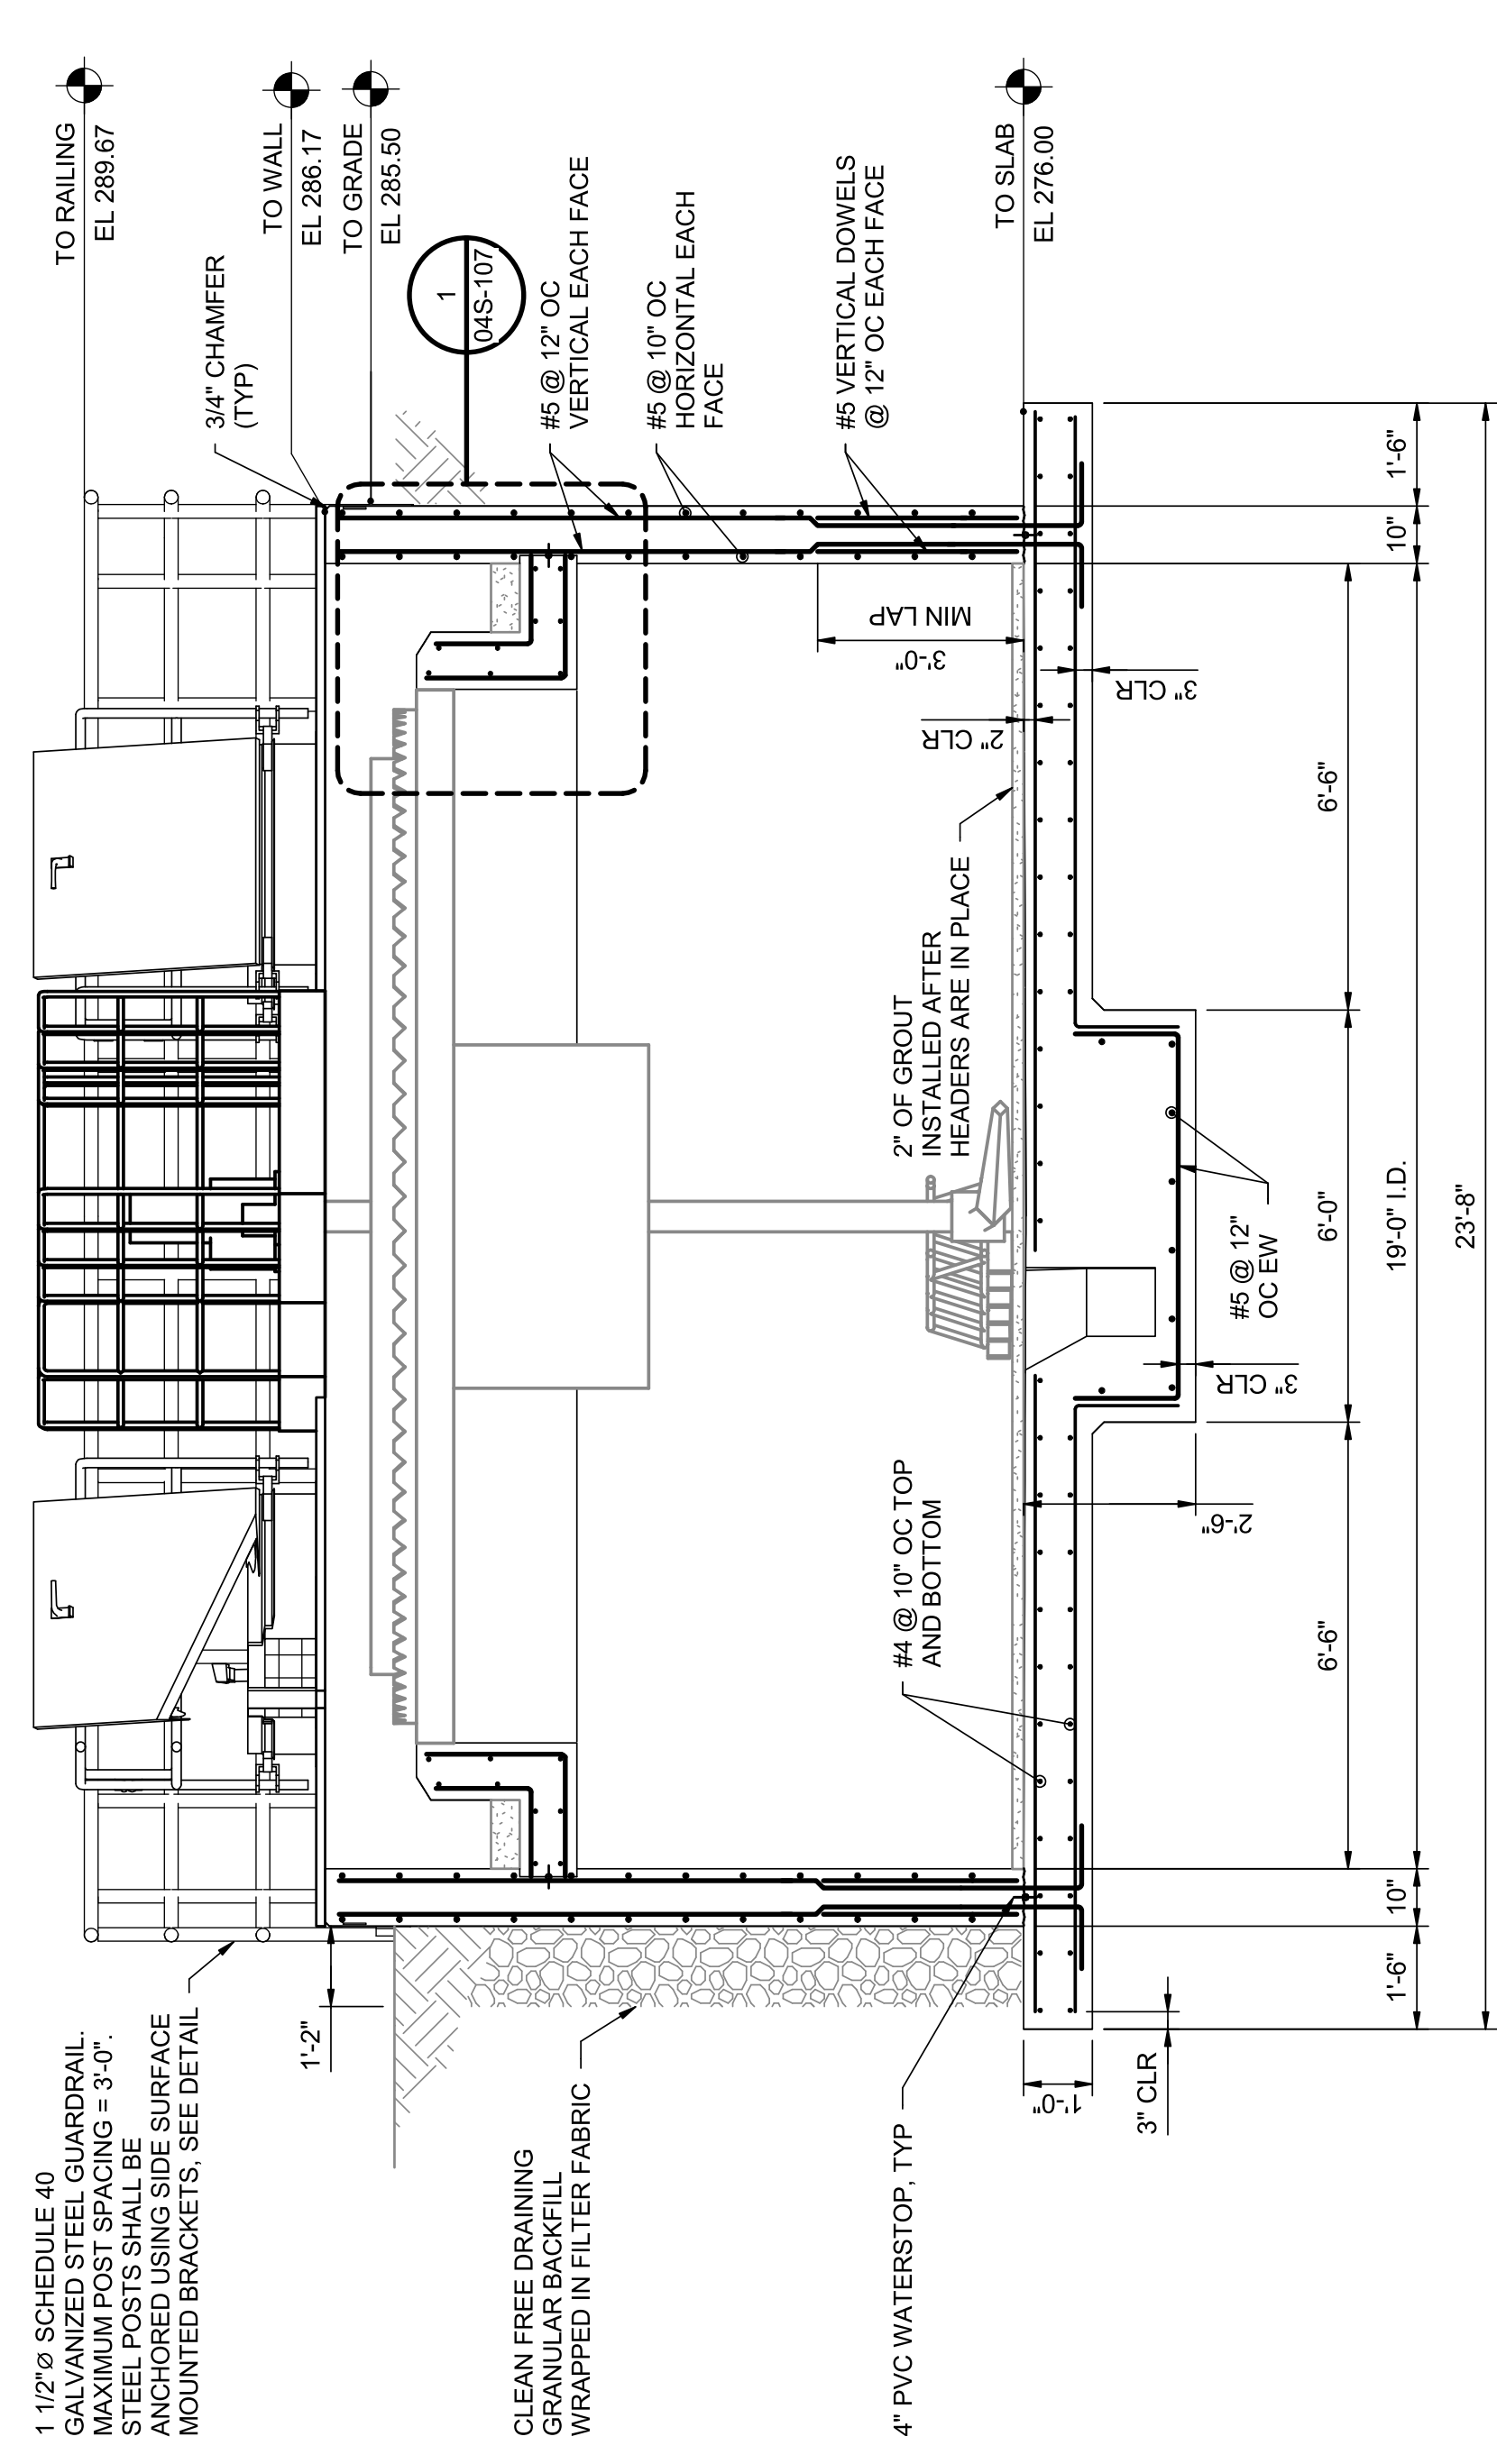 1 1/2"⌀ SCHEDULE 40
GALVANIZED STEEL GUARDRAIL.
MAXIMUM POST SPACING = 3'-0".
STEEL POSTS SHALL BE
ANCHORED USING SIDE SURFACE
MOUNTED BRACKETS, SEE DETAIL
1'-2"
CLEAN FREE DRAINING
GRANULAR BACKFILL
WRAPPED IN FILTER FABRIC
4" PVC WATERSTOP, TYP
TO RAILING
EL 289.67
TO WALL
EL 286.17
TO GRADE
EL 285.50
3/4" CHAMFER
(TYP)
1
04S-107
#5 @ 12" OC
VERTICAL EACH FACE
#5 @ 10" OC
HORIZONTAL EACH
FACE
#5 VERTICAL DOWELS
@ 12" OC EACH FACE
TO SLAB
EL 276.00
3'-0"
MIN LAP
2" CLR
3" CLR
2" OF GROUT
INSTALLED AFTER
HEADERS ARE IN PLACE
#4 @ 10" OC TOP
AND BOTTOM
#5 @ 12"
OC EW
3" CLR
2'-6"
1'-0"
3" CLR
6'-6"
6'-0"
6'-6"
1'-6"
10"
19'-0" I.D.
10"
1'-6"
23'-8"